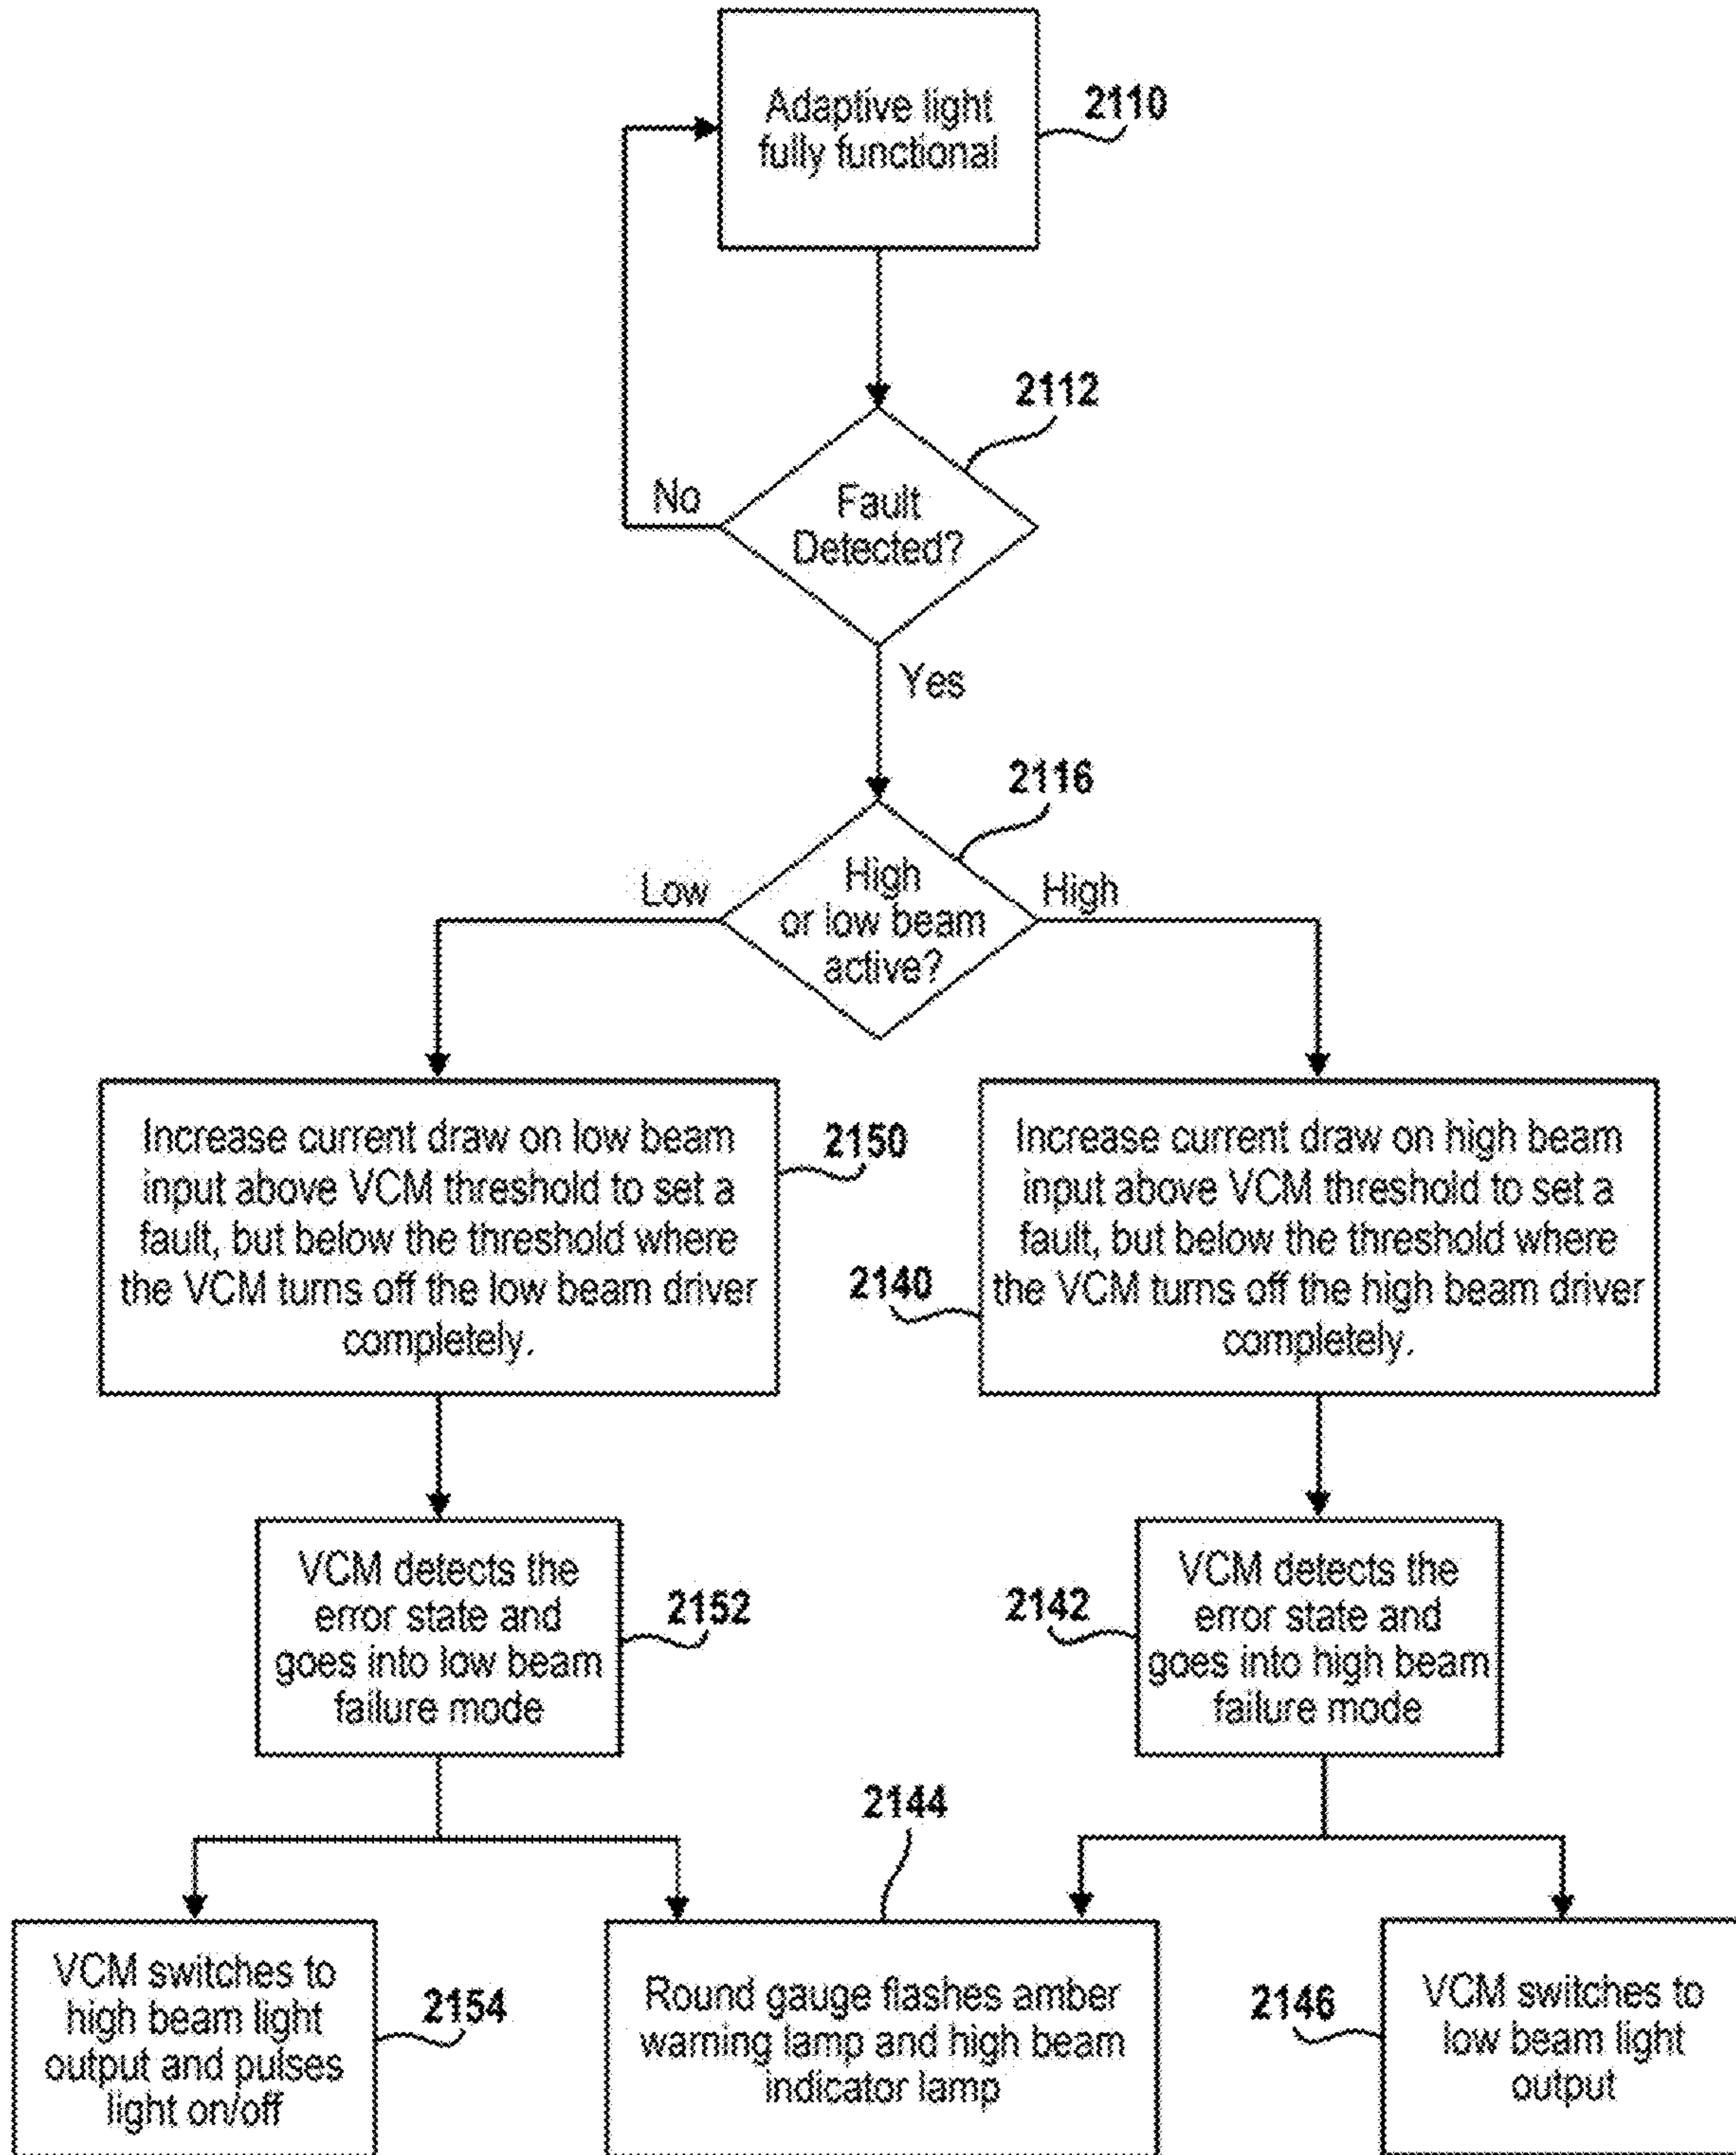 Adaptive light
fully functional
2110
2112
Fault
Detected?
No
Yes
2116
High
or low beam
active?
Low
High
Increase current draw on low beam
input above VCM threshold to set a
fault, but below the threshold where
the VCM turns off the low beam driver
completely.
2150
Increase current draw on high beam
input above VCM threshold to set a
fault, but below the threshold where
the VCM turns off the high beam driver
completely.
2140
VCM detects the
error state and
goes into low beam
failure mode
2152
VCM detects the
error state and
goes into high beam
failure mode
2142
2144
VCM switches to
high beam light
output and pulses
light on/off
2154
Round gauge flashes amber
warning lamp and high beam
indicator lamp
2146
VCM switches to
low beam light
output